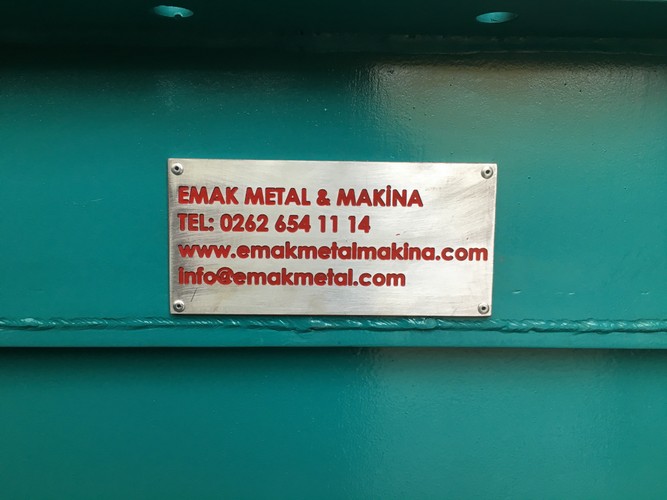 EMAK METAL & MAKİNA
TEL: 0262 654 11 14
www.emakmetalmakina.com
info@emakmetal.com